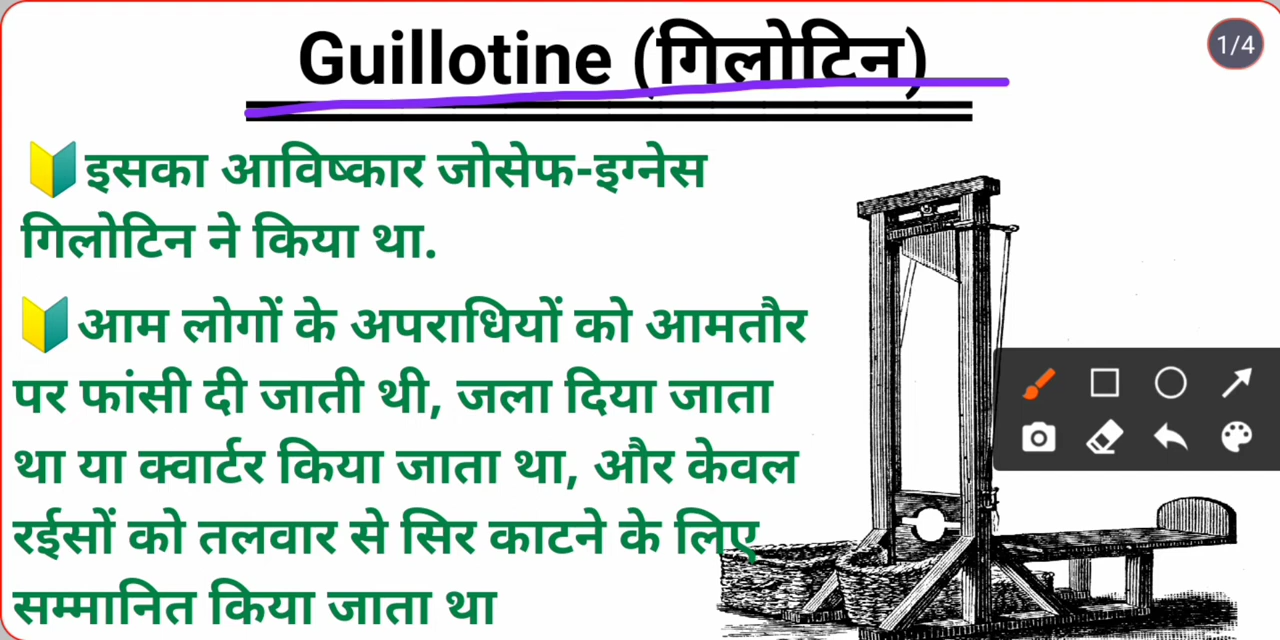 Guillotine (गिलोटिन)
1/4
इसका आविष्कार जोसेफ-इग्नेस
गिलोटिन ने किया था.
आम लोगों के अपराधियों को आमतौर
पर फांसी दी जाती थी, जला दिया जाता
था या क्वार्टर किया जाता था, और केवल
रईसों को तलवार से सिर काटने के लिए
सम्मानित किया जाता था